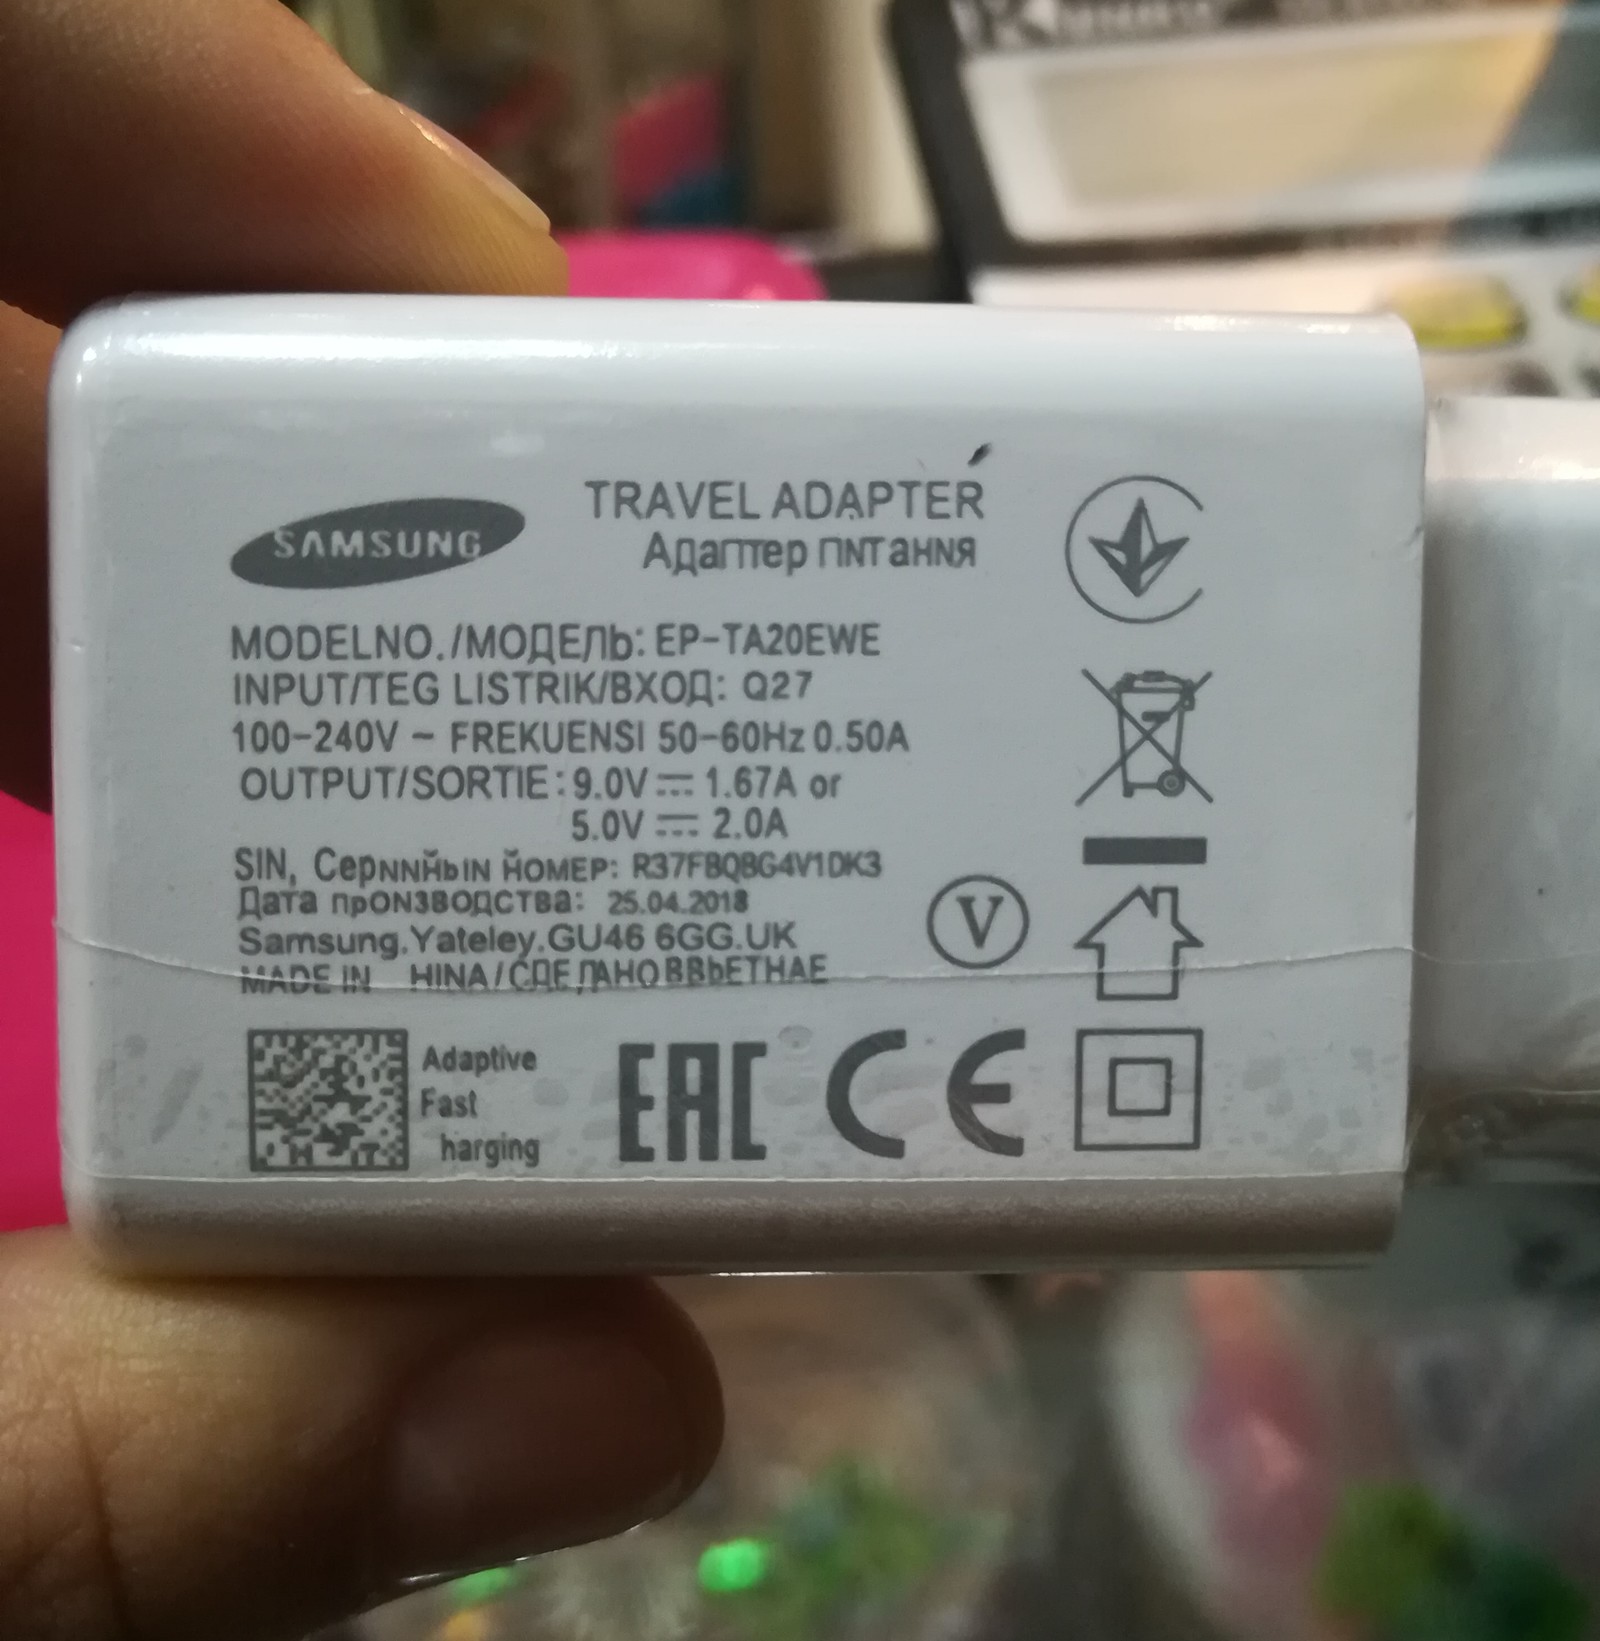 SAMSUNG
TRAVEL ADAPTER
Адаптер ПNТаНNЯ
MODELNO./МОДЕЛЬ: EP-TA20EWE
INPUT/TEG LISTRIK/ВХОД: Q27
100-240V ~ FREKUENSI 50-60Hz 0.50A
OUTPUT/SORTIE: 9.0V ⎓ 1.67A or
5.0V ⎓ 2.0A
SIN, СерNNЙЫN ЙОМЕР: R37FBQBG4V1DK3
Дата прОNЗВОДСТВа: 25.04.2018
Samsung.Yateley.GU46 6GG.UK
MADE IN HINA/СДЕЛАНО ВВЬЕТНАЕ
V
Adaptive
Fast
harging
EAC CE